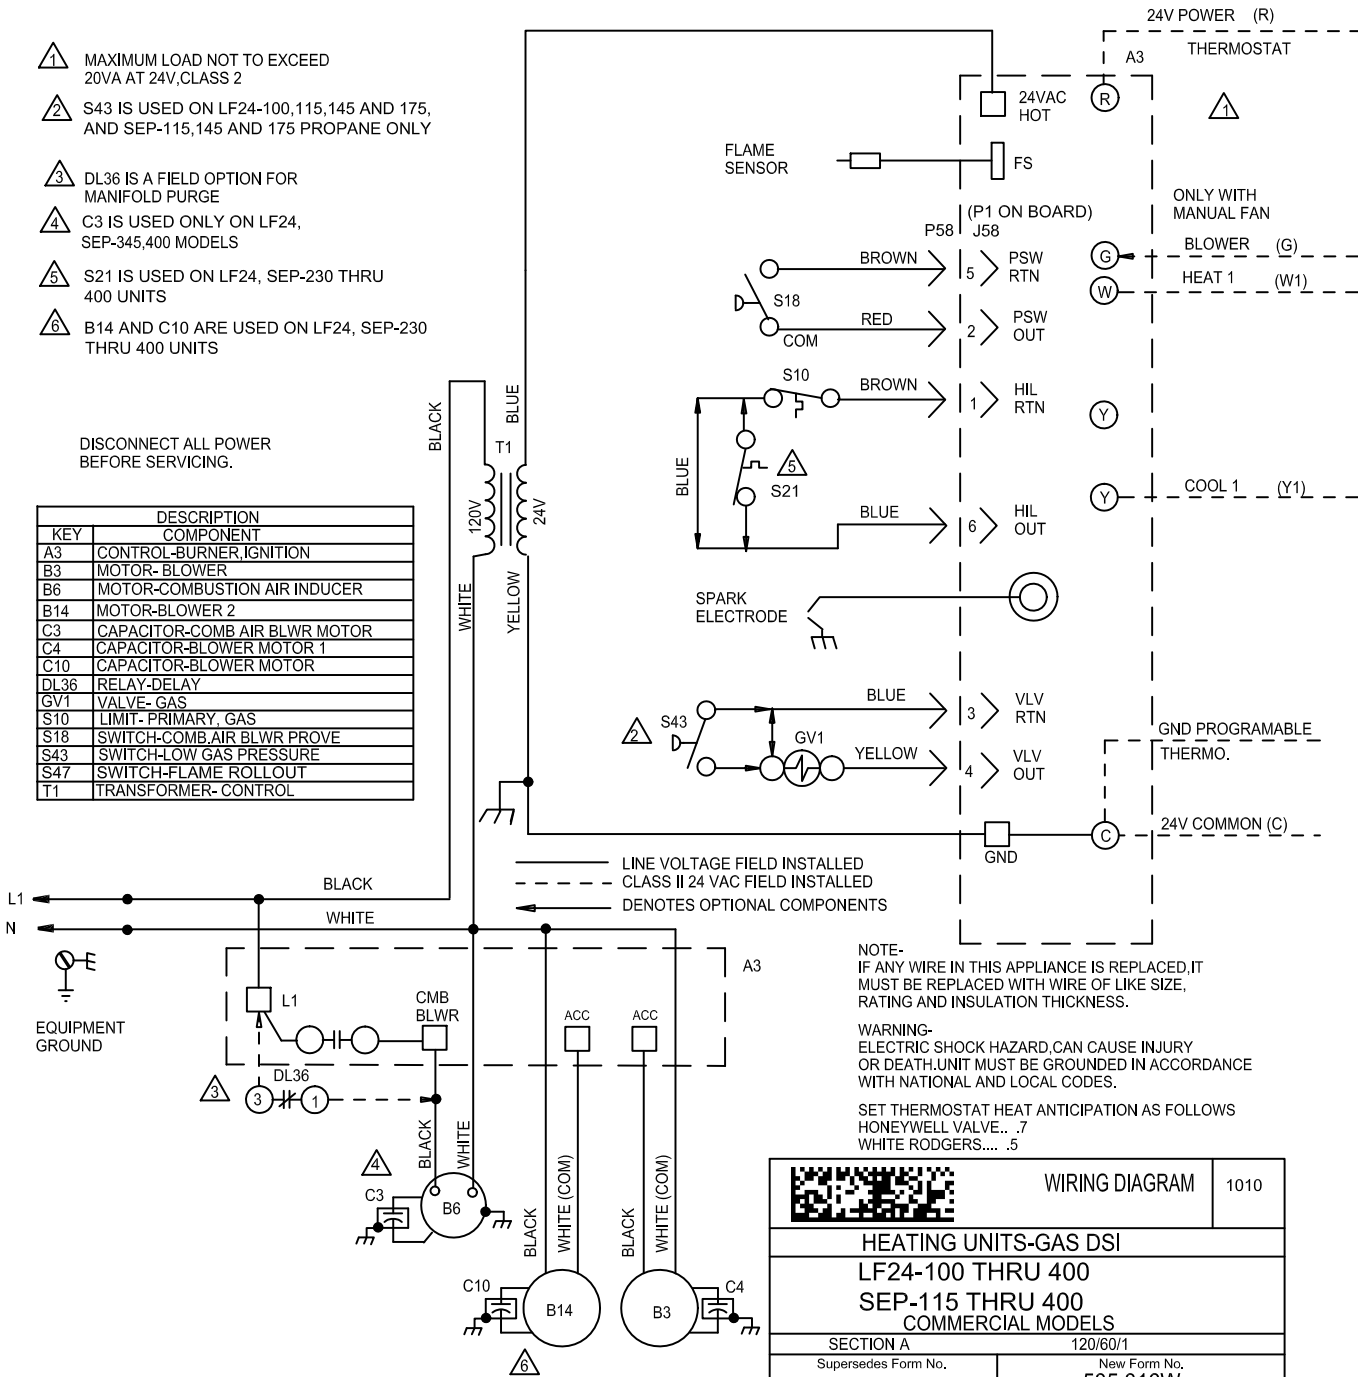 1 MAXIMUM LOAD NOT TO EXCEED
20VA AT 24V,CLASS 2
2 S43 IS USED ON LF24-100,115,145 AND 175,
AND SEP-115,145 AND 175 PROPANE ONLY
3 DL36 IS A FIELD OPTION FOR
MANIFOLD PURGE
4 C3 IS USED ONLY ON LF24,
SEP-345,400 MODELS
5 S21 IS USED ON LF24, SEP-230 THRU
400 UNITS
6 B14 AND C10 ARE USED ON LF24, SEP-230
THRU 400 UNITS
DISCONNECT ALL POWER
BEFORE SERVICING.
DESCRIPTION
KEY COMPONENT
A3 CONTROL-BURNER,IGNITION
B3 MOTOR- BLOWER
B6 MOTOR-COMBUSTION AIR INDUCER
B14 MOTOR-BLOWER 2
C3 CAPACITOR-COMB AIR BLWR MOTOR
C4 CAPACITOR-BLOWER MOTOR 1
C10 CAPACITOR-BLOWER MOTOR
DL36 RELAY-DELAY
GV1 VALVE- GAS
S10 LIMIT- PRIMARY, GAS
S18 SWITCH-COMB.AIR BLWR PROVE
S43 SWITCH-LOW GAS PRESSURE
S47 SWITCH-FLAME ROLLOUT
T1 TRANSFORMER- CONTROL
24V POWER (R)
THERMOSTAT
A3
1
24VAC
HOT
R
FLAME
SENSOR
FS
ONLY WITH
MANUAL FAN
(P1 ON BOARD)
P58 J58
BROWN 5 PSW
RTN
G BLOWER (G)
W HEAT 1 (W1)
S18
COM
RED 2 PSW
OUT
S10
BROWN 1 HIL
RTN
Y
BLUE
5
S21
BLUE 6 HIL
OUT
Y COOL 1 (Y1)
BLACK
BLUE
T1
120V
24V
WHITE
YELLOW
SPARK
ELECTRODE
2 S43
BLUE 3 VLV
RTN
GV1
YELLOW 4 VLV
OUT
GND PROGRAMABLE
THERMO.
GND
C 24V COMMON (C)
LINE VOLTAGE FIELD INSTALLED
CLASS II 24 VAC FIELD INSTALLED
DENOTES OPTIONAL COMPONENTS
L1 BLACK
N WHITE
EQUIPMENT
GROUND
A3
L1
CMB
BLWR
ACC
ACC
3
DL36
3 1
BLACK
WHITE
4
C3
B6
BLACK
WHITE (COM)
BLACK
WHITE (COM)
C10
B14
B3
C4
6
NOTE-
IF ANY WIRE IN THIS APPLIANCE IS REPLACED,IT
MUST BE REPLACED WITH WIRE OF LIKE SIZE,
RATING AND INSULATION THICKNESS.
WARNING-
ELECTRIC SHOCK HAZARD,CAN CAUSE INJURY
OR DEATH.UNIT MUST BE GROUNDED IN ACCORDANCE
WITH NATIONAL AND LOCAL CODES.
SET THERMOSTAT HEAT ANTICIPATION AS FOLLOWS
HONEYWELL VALVE.. .7
WHITE RODGERS.... .5
WIRING DIAGRAM 1010
HEATING UNITS-GAS DSI
LF24-100 THRU 400
SEP-115 THRU 400
COMMERCIAL MODELS
SECTION A 120/60/1
Supersedes Form No. New Form No.